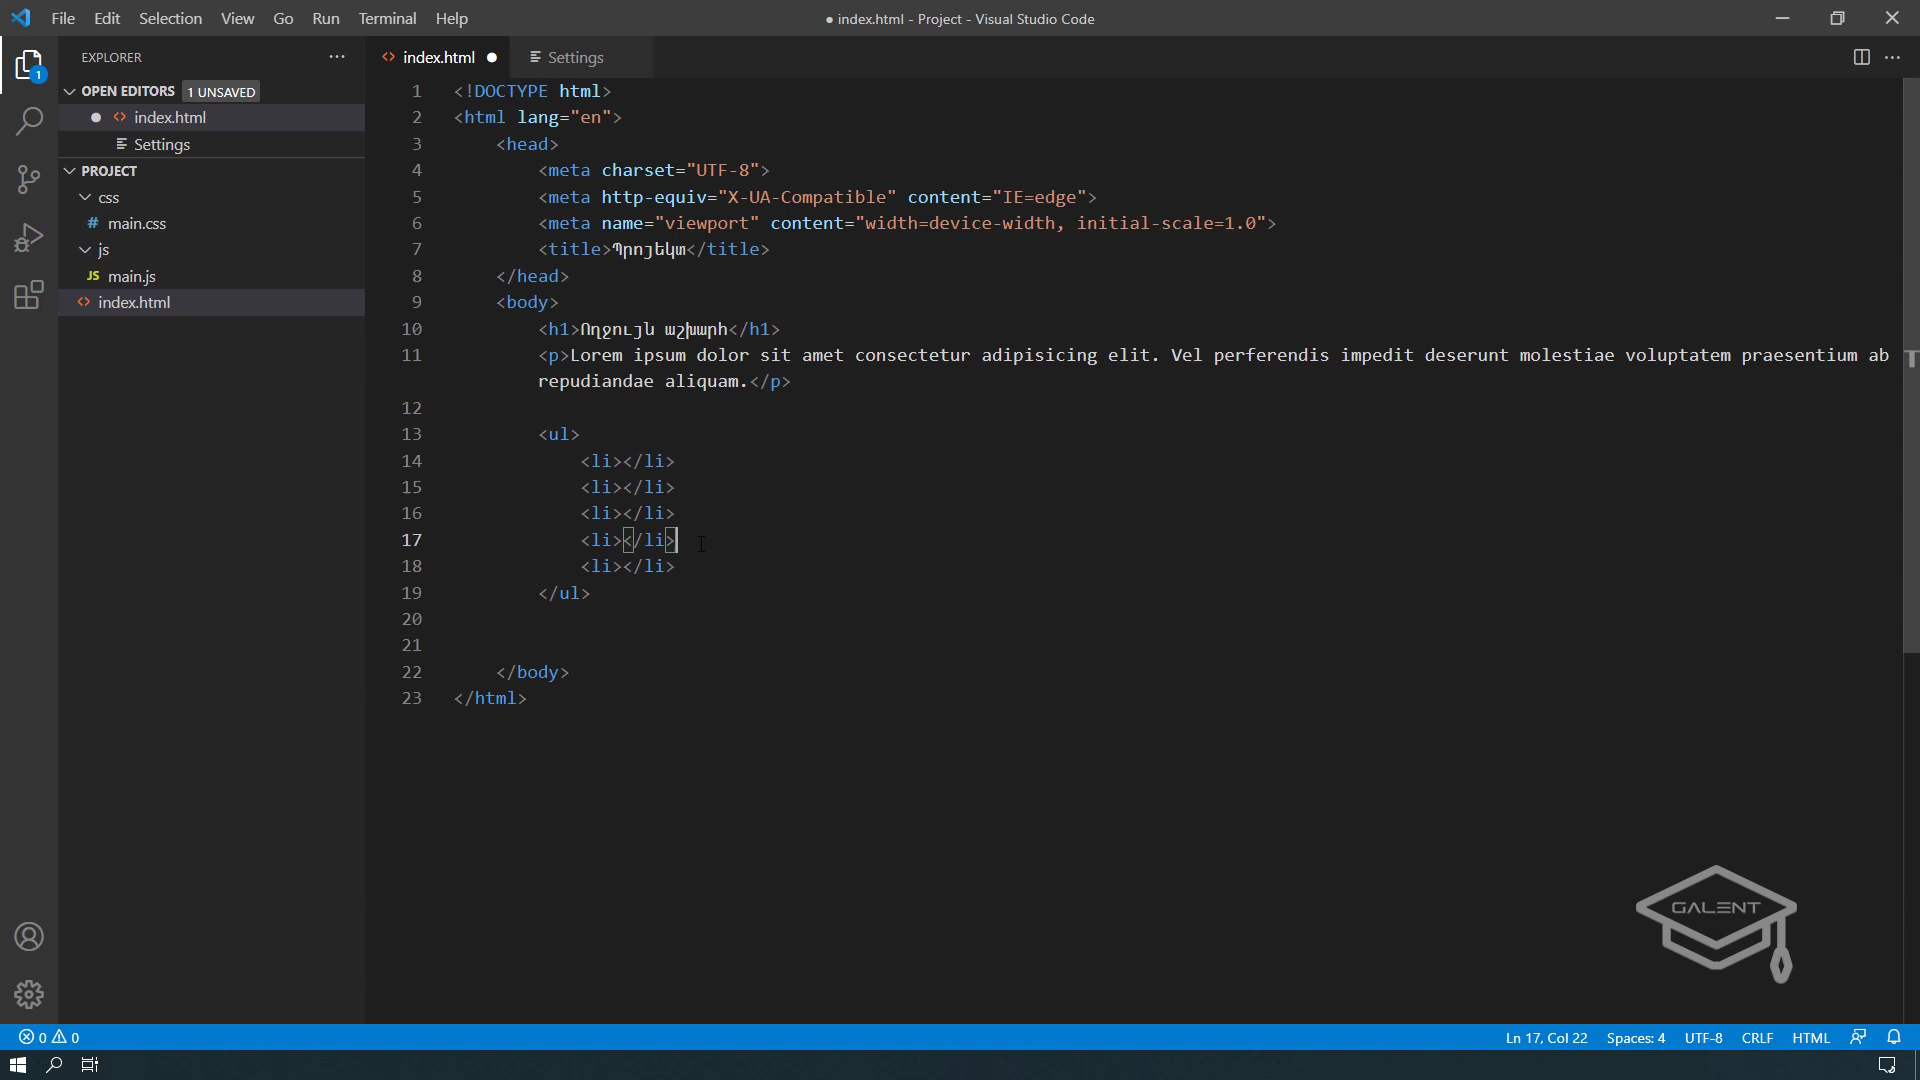 File Edit Selection View Go Run Terminal Help
● index.html - Project - Visual Studio Code
EXPLORER
OPEN EDITORS 1 UNSAVED
index.html
Settings
PROJECT
css
# main.css
js
JS main.js
index.html
1
index.html
Settings
1 <!DOCTYPE html>
2 <html lang="en">
3 <head>
4 <meta charset="UTF-8">
5 <meta http-equiv="X-UA-Compatible" content="IE=edge">
6 <meta name="viewport" content="width=device-width, initial-scale=1.0">
7 <title>Պրոյեկտ</title>
8 </head>
9 <body>
10 <h1>Ողջույն աշխարհ</h1>
11 <p>Lorem ipsum dolor sit amet consectetur adipisicing elit. Vel perferendis impedit deserunt molestiae voluptatem praesentium ab
repudiandae aliquam.</p>
12
13 <ul>
14 <li></li>
15 <li></li>
16 <li></li>
17 <li></li>
18 <li></li>
19 </ul>
20
21
22 </body>
23 </html>
GALENT
0 0
Ln 17, Col 22 Spaces: 4 UTF-8 CRLF HTML